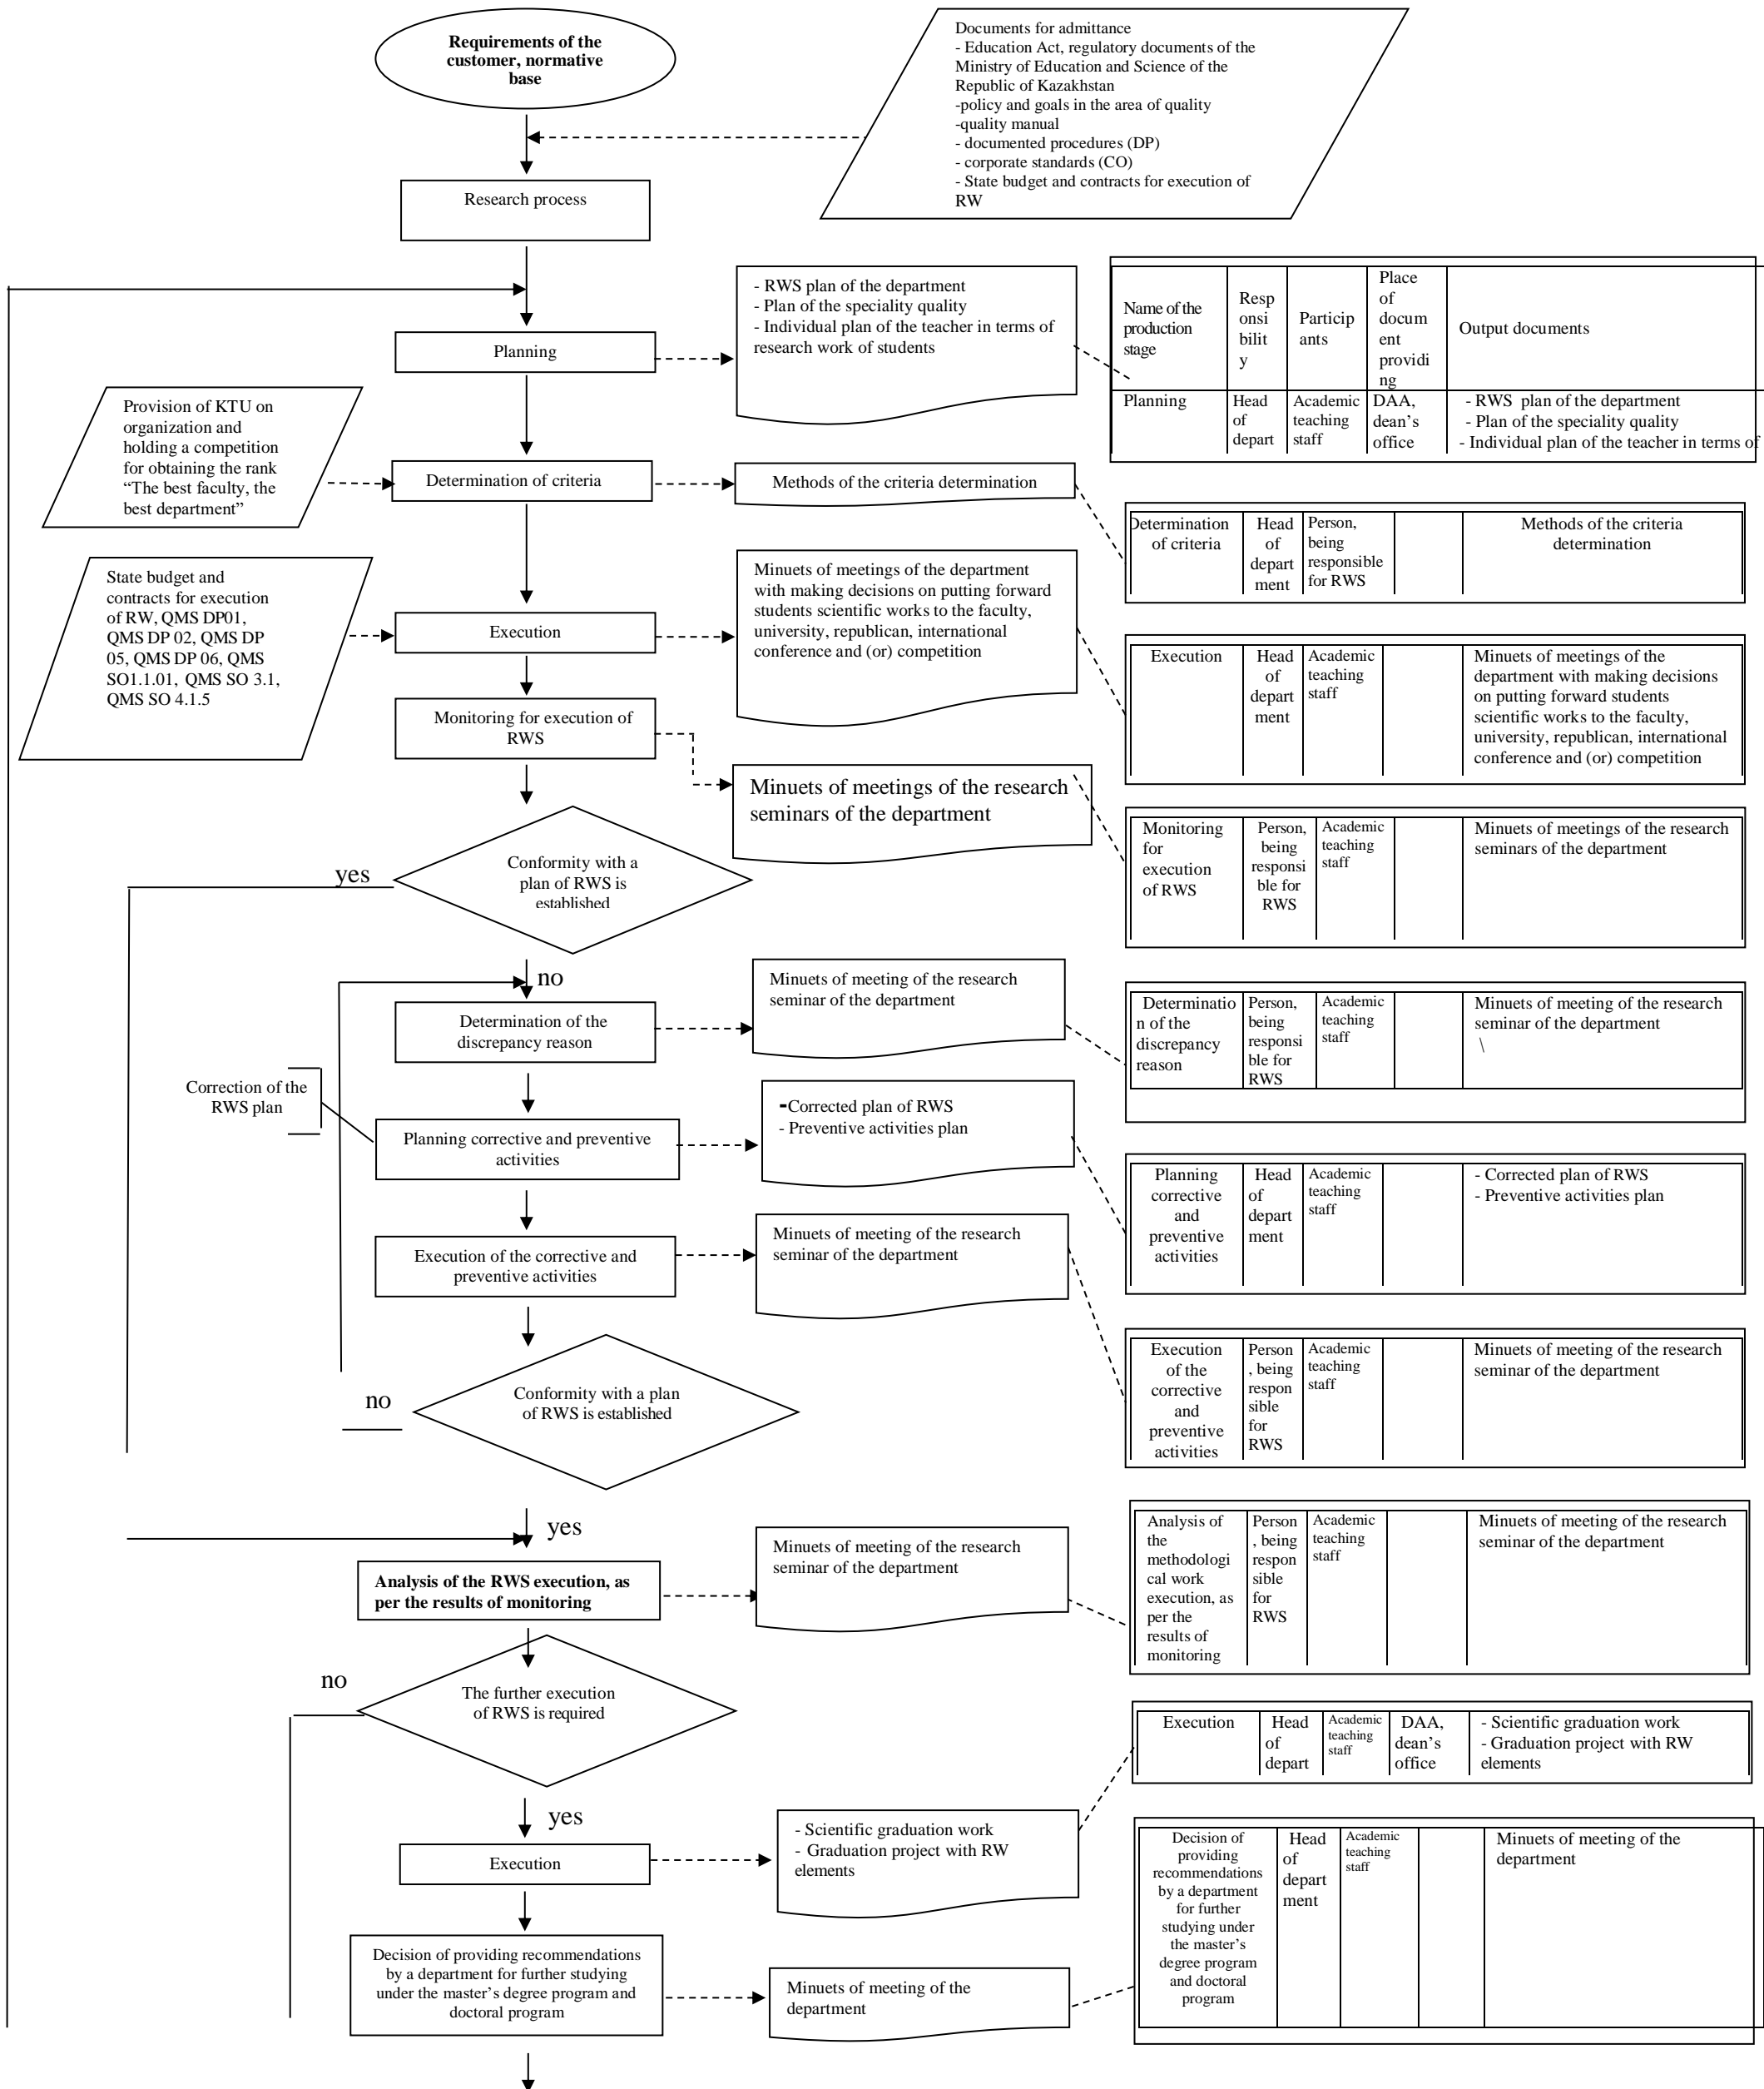 Requirements of the
customer, normative
base
Documents for admittance
- Education Act, regulatory documents of the
Ministry of Education and Science of the
Republic of Kazakhstan
-policy and goals in the area of quality
-quality manual
- documented procedures (DP)
- corporate standards (CO)
- State budget and contracts for execution of
RW
Research process
Planning
- RWS plan of the department
- Plan of the speciality quality
- Individual plan of the teacher in terms of
research work of students
Name of the
production
stage
Resp
onsi
bilit
y
Particip
ants
Place
of
docum
ent
providi
ng
Output documents
Planning
Head
of
depart
Academic
teaching
staff
DAA,
dean's
office
- RWS plan of the department
- Plan of the speciality quality
- Individual plan of the teacher in terms of
Provision of KTU on
organization and
holding a competition
for obtaining the rank
“The best faculty, the
best department”
Determination of criteria
Methods of the criteria determination
Determination
of criteria
Head
of
depart
ment
Person,
being
responsible
for RWS
Methods of the criteria
determination
State budget and
contracts for execution
of RW, QMS DP01,
QMS DP 02, QMS DP
05, QMS DP 06, QMS
SO1.1.01, QMS SO 3.1,
QMS SO 4.1.5
Execution
Minuets of meetings of the department
with making decisions on putting forward
students scientific works to the faculty,
university, republican, international
conference and (or) competition
Execution
Head
of
depart
ment
Academic
teaching
staff
Minuets of meetings of the
department with making decisions
on putting forward students
scientific works to the faculty,
university, republican, international
conference and (or) competition
Monitoring for execution of
RWS
Minuets of meetings of the research
seminars of the department
Monitoring
for
execution
of RWS
Person,
being
responsi
ble for
RWS
Academic
teaching
staff
Minuets of meetings of the research
seminars of the department
yes
Conformity with a
plan of RWS is
established
no
Determination of the
discrepancy reason
Minuets of meeting of the research
seminar of the department
Determinatio
n of the
discrepancy
reason
Person,
being
responsi
ble for
RWS
Academic
teaching
staff
Minuets of meeting of the research
seminar of the department
\
Correction of the
RWS plan
Planning corrective and preventive
activities
-Corrected plan of RWS
- Preventive activities plan
Planning
corrective
and
preventive
activities
Head
of
depart
ment
Academic
teaching
staff
- Corrected plan of RWS
- Preventive activities plan
Execution of the corrective and
preventive activities
Minuets of meeting of the research
seminar of the department
Execution
of the
corrective
and
preventive
activities
Person
, being
respon
sible
for
RWS
Academic
teaching
staff
Minuets of meeting of the research
seminar of the department
no
Conformity with a plan
of RWS is established
yes
Analysis of the RWS execution, as
per the results of monitoring
Minuets of meeting of the research
seminar of the department
Analysis of
the
methodologi
cal work
execution, as
per the
results of
monitoring
Person
, being
respon
sible
for
RWS
Academic
teaching
staff
Minuets of meeting of the research
seminar of the department
no
The further execution
of RWS is required
yes
Execution
- Scientific graduation work
- Graduation project with RW
elements
Execution
Head
of
depart
Academic
teaching
staff
DAA,
dean's
office
- Scientific graduation work
- Graduation project with RW
elements
Decision of providing recommendations
by a department for further studying
under the master's degree program and
doctoral program
Minuets of meeting of the
department
Decision of
providing
recommendations
by a department
for further
studying under
the master's
degree program
and doctoral
program
Head
of
depart
ment
Academic
teaching
staff
Minuets of meeting of the
department